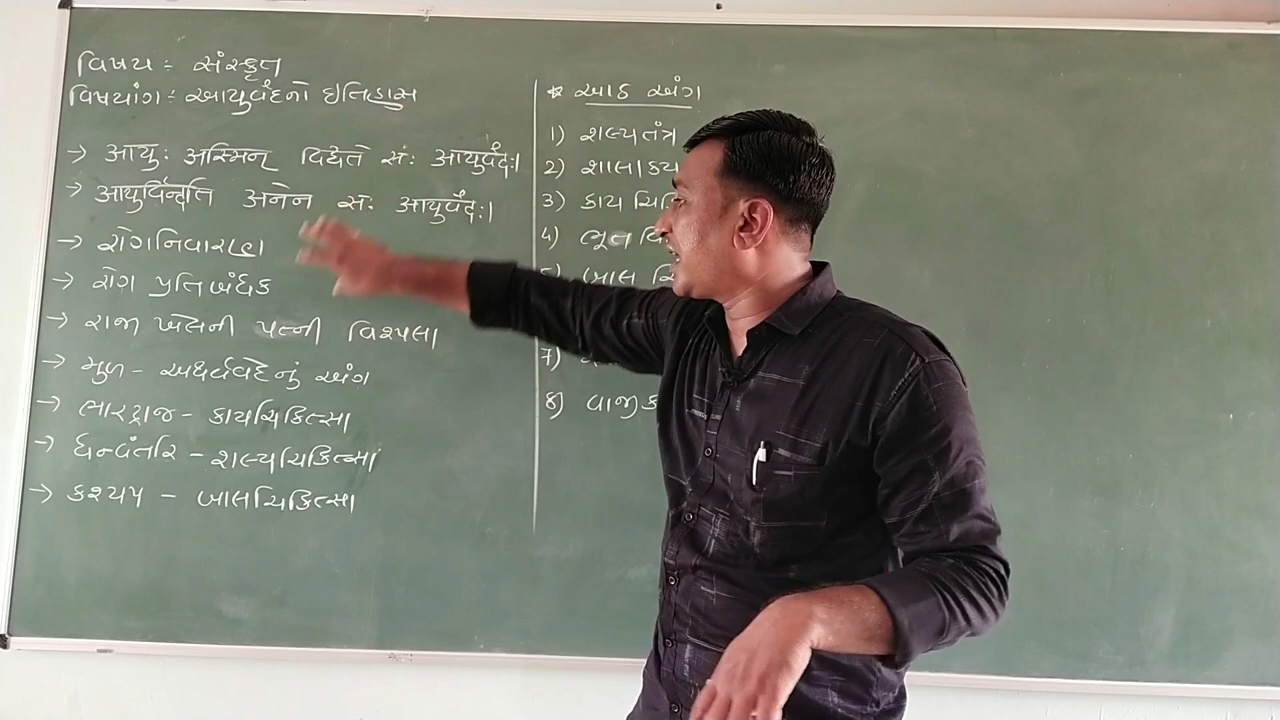 વિષય : સંસ્કૃત
વિષયાંગ : આયુર્વેદનો ઇતિહાસ
→ आयुः अस्मिन् विद्यते सः आयुर्वेदः।
→ आयुर्विन्दति अनेन सः आयुर्वेदः।
→ રોગનિવારણ
→ રોગ પ્રતિબંધક
→ રાજા ખેલની પત્ની વિશ્પલા
→ મુળ - અથર્વવેદનું અંગ
→ ભારદ્વાજ - કાયચિકિત્સા
→ ધન્વંતરિ - શલ્યચિકિત્સા
→ કશ્યપ - બાલચિકિત્સા
* આઠ અંગ
1) શલ્યતંત્ર
2) શાલાક્ય
3) કાય ચિ
4) ભૂત વિ
5) બાલ ચિ
7)
8) વાજીક